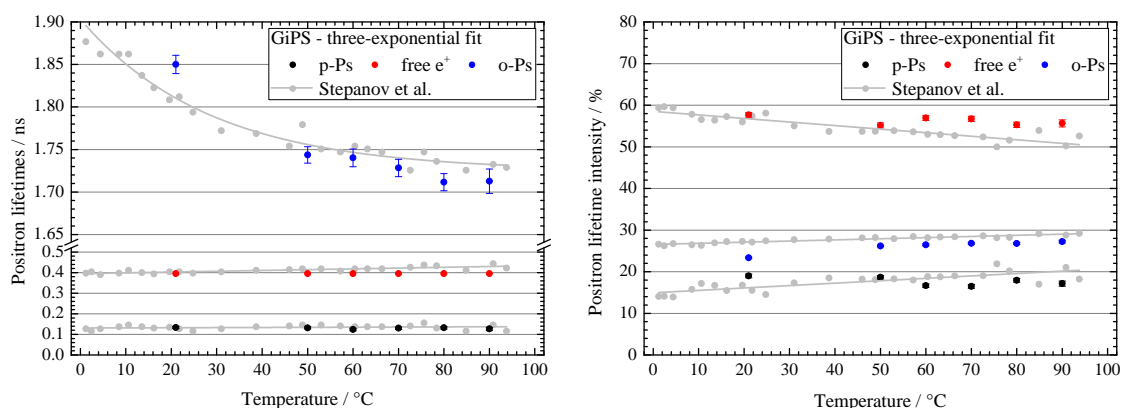 GiPS - three-exponential fit
p-Ps free e⁺ o-Ps
Stepanov et al.
1.90
1.85
1.80
1.75
1.70
1.65
0.5
0.4
0.3
0.2
0.1
0.0
Positron lifetimes / ns
0 10 20 30 40 50 60 70 80 90 100
Temperature / °C
GiPS - three-exponential fit
p-Ps free e⁺ o-Ps
Stepanov et al.
80
70
60
50
40
30
20
10
0
Positron lifetime intensity / %
0 10 20 30 40 50 60 70 80 90 100
Temperature / °C